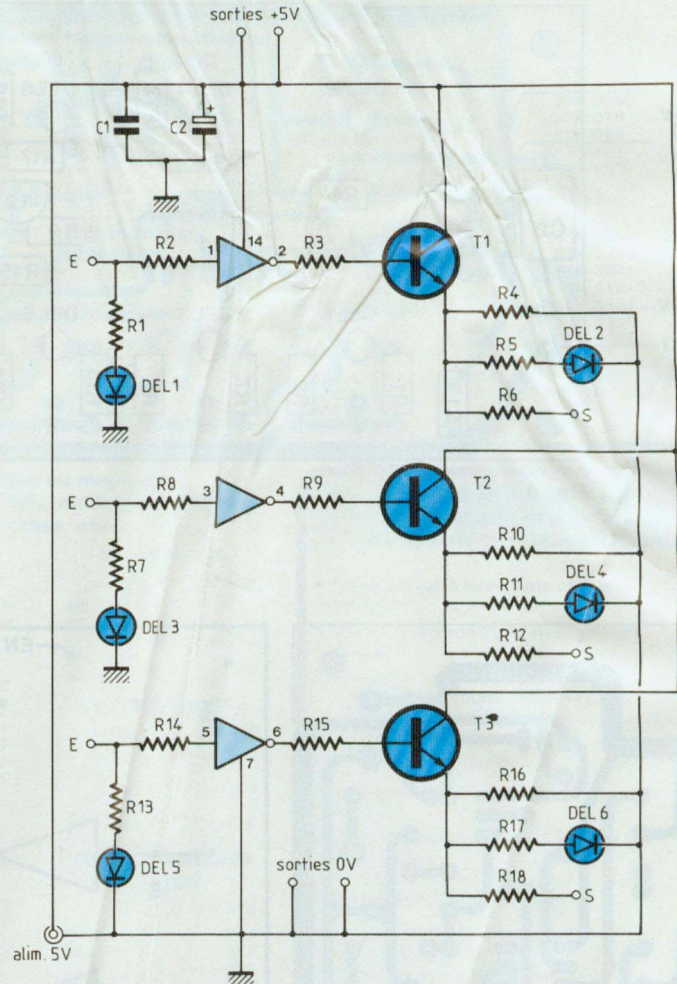 sorties +5V
C1
C2
+
E
R2
1
14
2
R3
T1
R1
DEL 1
R4
R5
DEL 2
R6
S
E
R8
3
4
R9
T2
R7
DEL 3
R10
R11
DEL 4
R12
S
E
R14
5
6
7
R15
T3
R13
DEL 5
R16
R17
DEL 6
R18
S
sorties 0V
alim. 5V